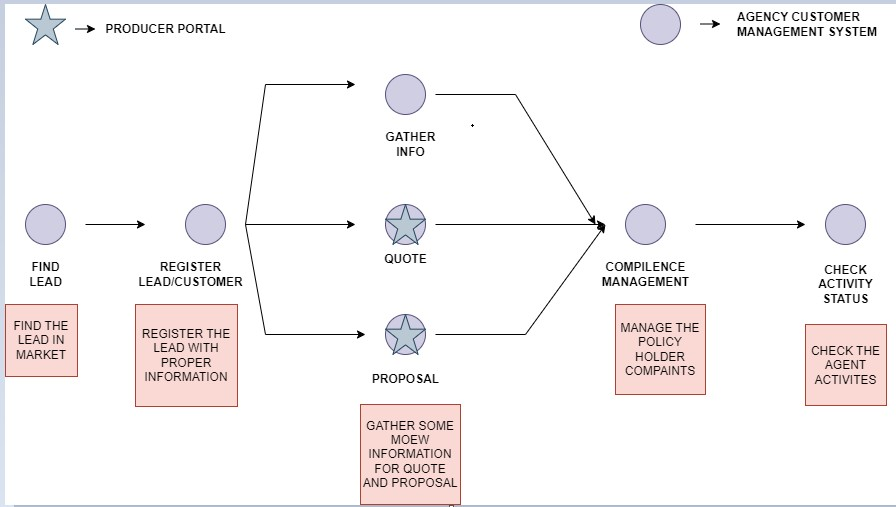 PRODUCER PORTAL
AGENCY CUSTOMER
MANAGEMENT SYSTEM
GATHER
INFO
QUOTE
PROPOSAL
FIND
LEAD
REGISTER
LEAD/CUSTOMER
COMPILENCE
MANAGEMENT
CHECK
ACTIVITY
STATUS
FIND THE
LEAD IN
MARKET
REGISTER THE
LEAD WITH
PROPER
INFORMATION
GATHER SOME
MOEW
INFORMATION
FOR QUOTE
AND PROPOSAL
MANAGE THE
POLICY
HOLDER
COMPAINTS
CHECK THE
AGENT
ACTIVITES